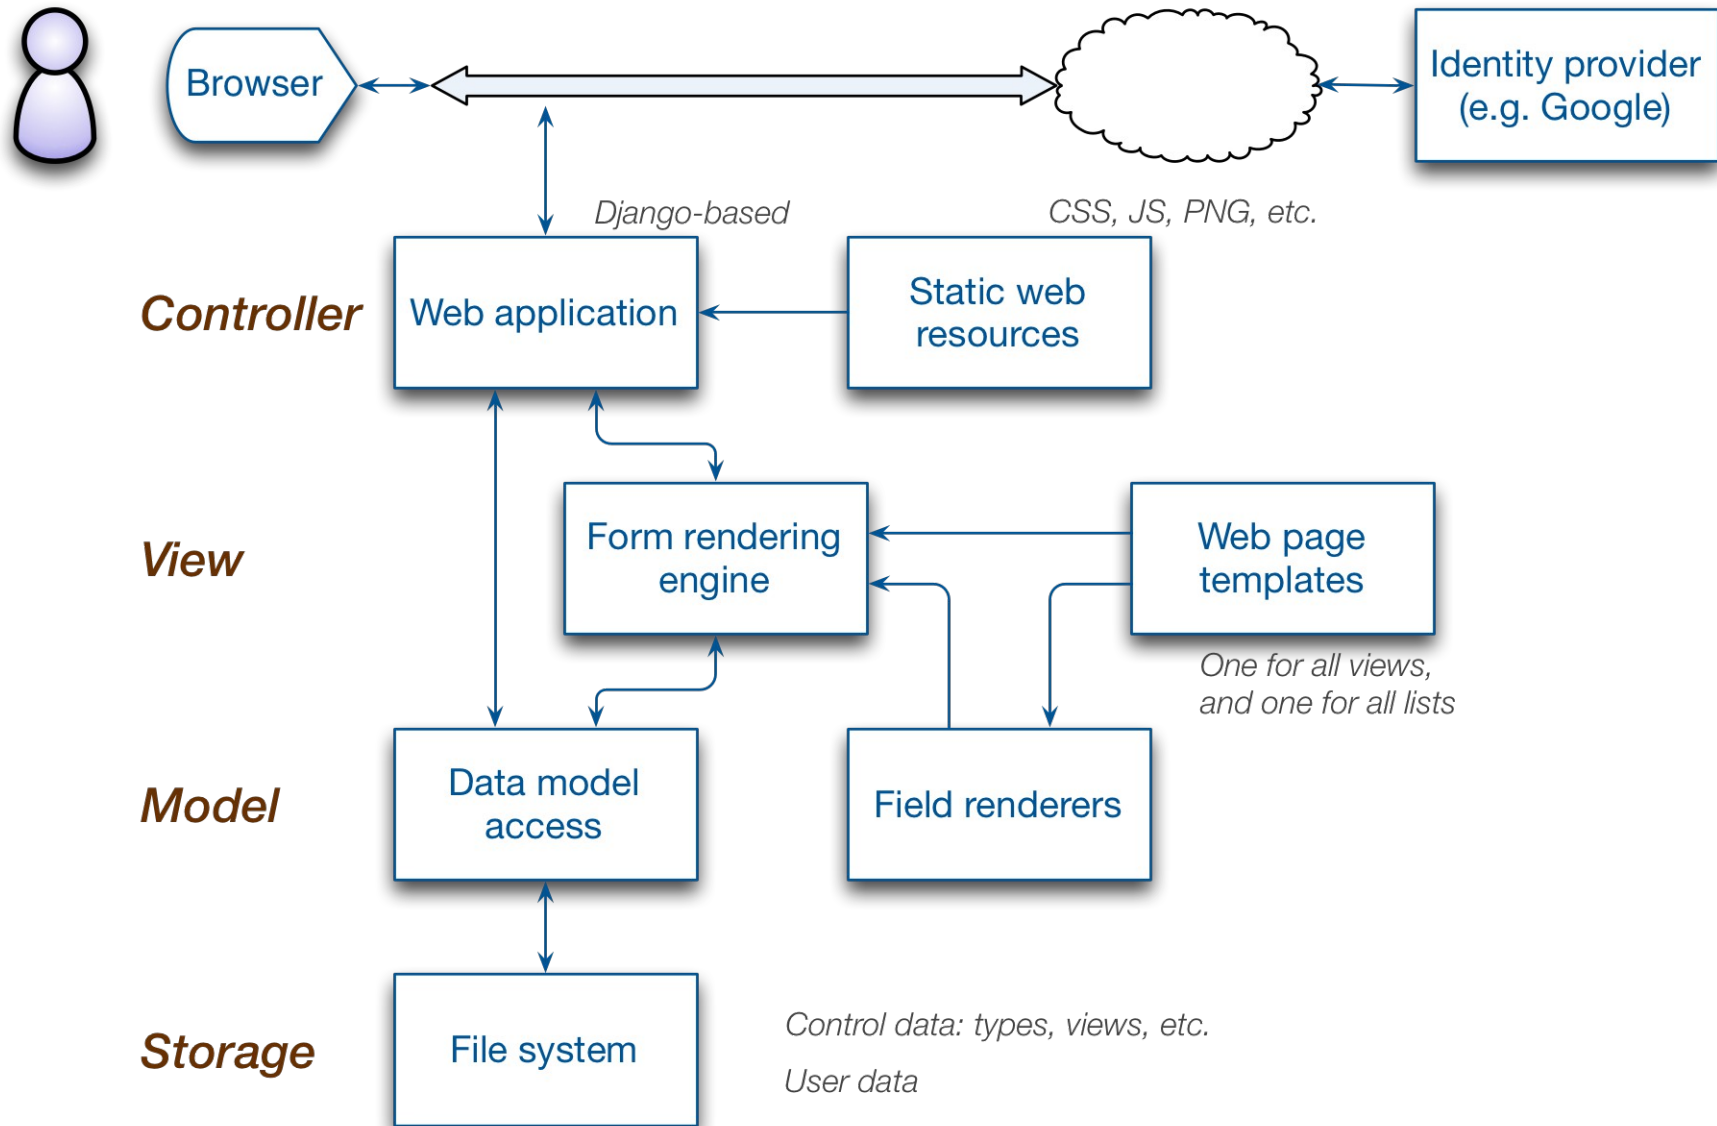 Browser
Identity provider
(e.g. Google)
Django-based
CSS, JS, PNG, etc.
Controller
Web application
Static web
resources
View
Form rendering
engine
Web page
templates
One for all views,
and one for all lists
Model
Data model
access
Field renderers
Storage
File system
Control data: types, views, etc.
User data